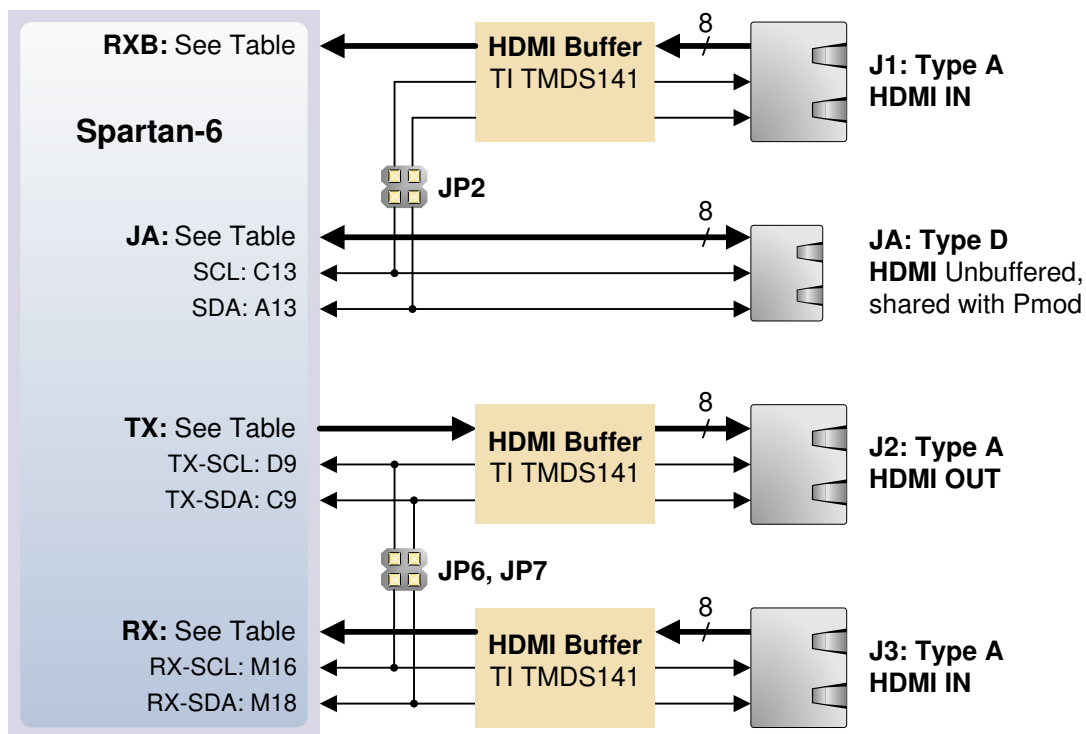 RXB: See Table
HDMI Buffer
TI TMDS141
8
J1: Type A
HDMI IN
Spartan-6
JP2
JA: See Table
SCL: C13
SDA: A13
8
JA: Type D
HDMI Unbuffered,
shared with Pmod
TX: See Table
TX-SCL: D9
TX-SDA: C9
HDMI Buffer
TI TMDS141
8
J2: Type A
HDMI OUT
JP6, JP7
RX: See Table
RX-SCL: M16
RX-SDA: M18
HDMI Buffer
TI TMDS141
8
J3: Type A
HDMI IN